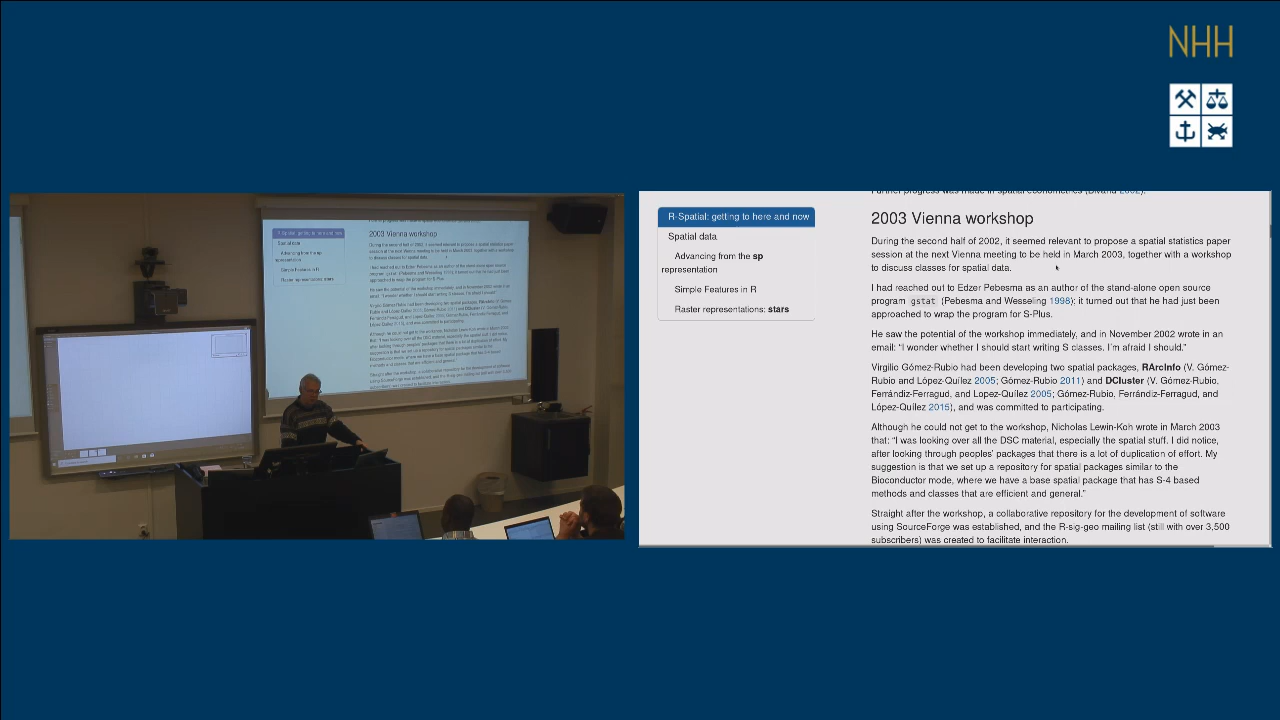 NHH
Further progress was made in spatial econometrics (Bivand 2002).
R-Spatial: getting to here and now
Spatial data
Advancing from the sp
representation
Simple Features in R
Raster representations: stars
2003 Vienna workshop
During the second half of 2002, it seemed relevant to propose a spatial statistics paper
session at the next Vienna meeting to be held in March 2003, together with a workshop
to discuss classes for spatial data.
I had reached out to Edzer Pebesma as an author of the stand-alone open source
program gstat (Pebesma and Wesseling 1998); it turned out that he had just been
approached to wrap the program for S-Plus.
He saw the potential of the workshop immediately, and in November 2002 wrote in an
email: “I wonder whether I should start writing S classes. I’m afraid I should.”
Virgilio Gómez-Rubio had been developing two spatial packages, RArcInfo (V. Gómez-
Rubio and López-Quílez 2005; Gómez-Rubio 2011) and DCluster (V. Gómez-Rubio,
Ferrándiz-Ferragud, and Lopez-Quílez 2005; Gómez-Rubio, Ferrándiz-Ferragud, and
López-Quílez 2015), and was committed to participating.
Although he could not get to the workshop, Nicholas Lewin-Koh wrote in March 2003
that: “I was looking over all the DSC material, especially the spatial stuff. I did notice,
after looking through peoples’ packages that there is a lot of duplication of effort. My
suggestion is that we set up a repository for spatial packages similar to the
Bioconductor mode, where we have a base spatial package that has S-4 based
methods and classes that are efficient and general.”
Straight after the workshop, a collaborative repository for the development of software
using SourceForge was established, and the R-sig-geo mailing list (still with over 3,500
subscribers) was created to facilitate interaction.